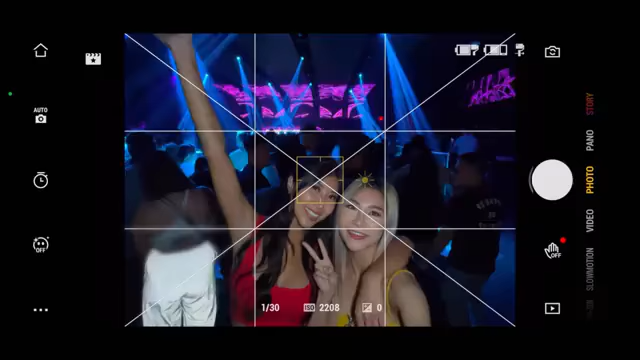 AUTO
OFF
1/30
ISO 2208
0
STORY
PANO
PHOTO
VIDEO
SLOWMOTION
OFF